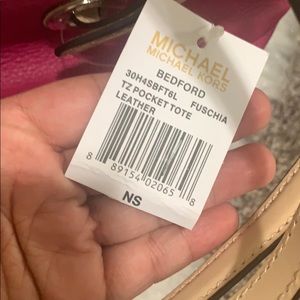 MICHAEL
MICHAEL KORS
BEDFORD
30H4SBFT6L FUSCHIA
TZ POCKET TOTE
LEATHER
8 89154 02065 8
NS